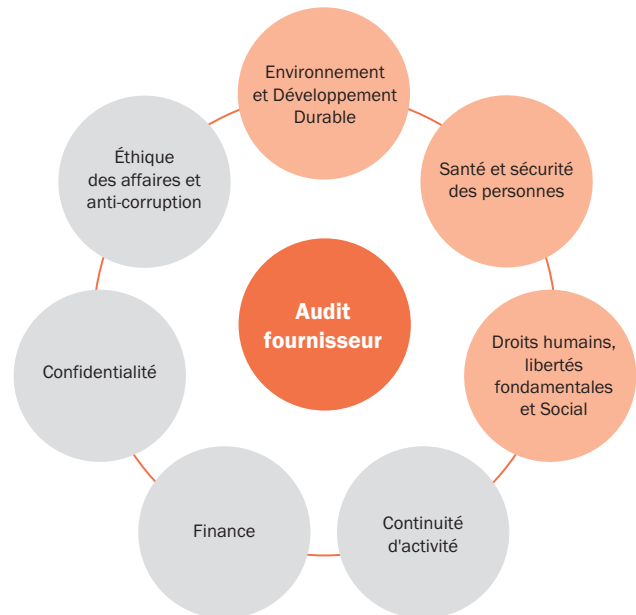 Environnement
et Développement
Durable
Santé et sécurité
des personnes
Droits humains,
libertés
fondamentales
et Social
Continuité
d'activité
Finance
Confidentialité
Éthique
des affaires et
anti-corruption
Audit
fournisseur